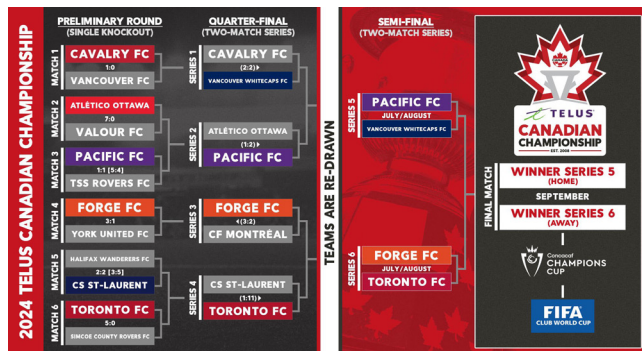 2024 TELUS CANADIAN CHAMPIONSHIP
PRELIMINARY ROUND
(SINGLE KNOCKOUT)
MATCH 1
CAVALRY FC
1:0
VANCOUVER FC
MATCH 2
ATLÉTICO OTTAWA
7:0
VALOUR FC
MATCH 3
PACIFIC FC
1:1 [5:4]
TSS ROVERS FC
MATCH 4
FORGE FC
3:1
YORK UNITED FC
MATCH 5
HALIFAX WANDERERS FC
2:2 [3:5]
CS ST-LAURENT
MATCH 6
TORONTO FC
5:0
SIMCOE COUNTY ROVERS FC
QUARTER-FINAL
(TWO-MATCH SERIES)
SERIES 1
CAVALRY FC
(2:2)
VANCOUVER WHITECAPS FC
SERIES 2
ATLÉTICO OTTAWA
(1:2)
PACIFIC FC
SERIES 3
FORGE FC
(3:2)
CF MONTRÉAL
SERIES 4
CS ST-LAURENT
(1:11)
TORONTO FC
TEAMS ARE RE-DRAWN
SEMI-FINAL
(TWO-MATCH SERIES)
SERIES 5
PACIFIC FC
JULY/AUGUST
VANCOUVER WHITECAPS FC
SERIES 6
FORGE FC
JULY/AUGUST
TORONTO FC
TELUS
CANADIAN
CHAMPIONSHIP
EST. 2008
FINAL MATCH
WINNER SERIES 5
(HOME)
SEPTEMBER
WINNER SERIES 6
(AWAY)
Concacaf
CHAMPIONS
CUP
FIFA
CLUB WORLD CUP